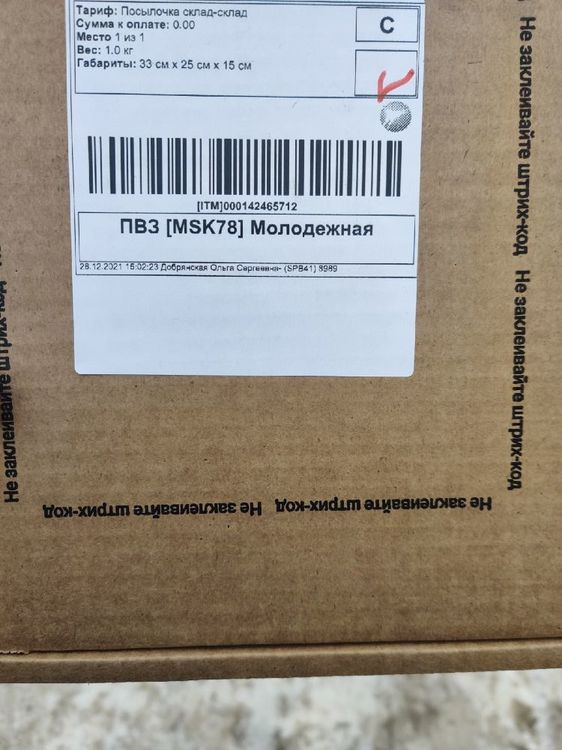 Тариф: Посылочка склад-склад
Сумма к оплате: 0.00
Место 1 из 1
Вес: 1.0 кг
Габариты: 33 см x 25 см x 15 см
С
[ITM]000142465712
ПВЗ [MSK78] Молодежная
28.12.2021 15:02:23 Добрянская Ольга Сергеевна- (SPB41) 8989
Не заклеивайте штрих-код Не заклеивайте штрих-код
Не заклеивайте штрих-код
Не заклеивайте штрих-код Не заклеивайте штрих-код